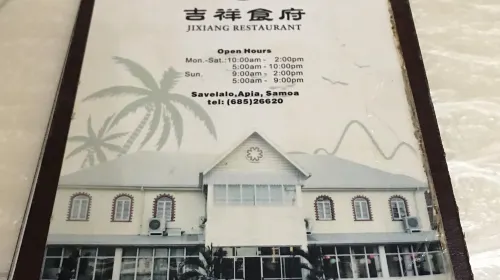 吉祥食府
JIXIANG RESTAURANT
Open Hours
Mon.-Sat.:10:00am - 2:00pm
5:00am - 10:00pm
Sun. 9:00am - 2:00pm
5:00am - 9:00pm
Savelalo,Apia, Samoa
tel: (685)26620